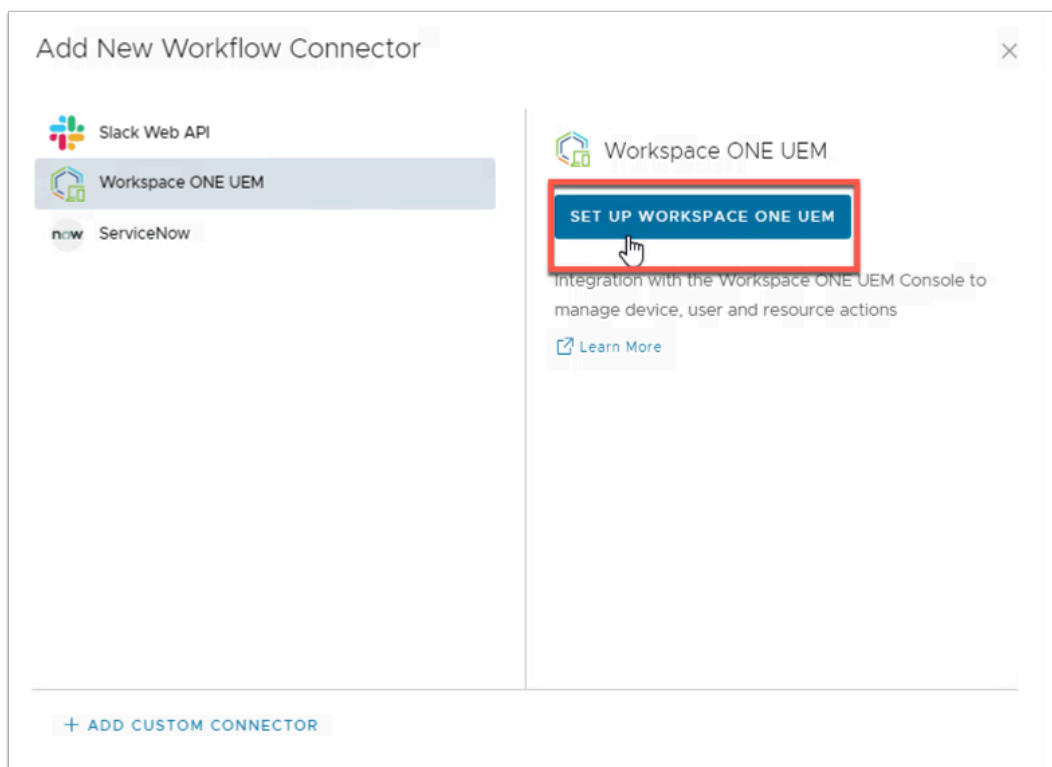 Add New Workflow Connector
Slack Web API
Workspace ONE UEM
now ServiceNow
Workspace ONE UEM
SET UP WORKSPACE ONE UEM
Integration with the Workspace ONE UEM Console to
manage device, user and resource actions
Learn More
+ ADD CUSTOM CONNECTOR